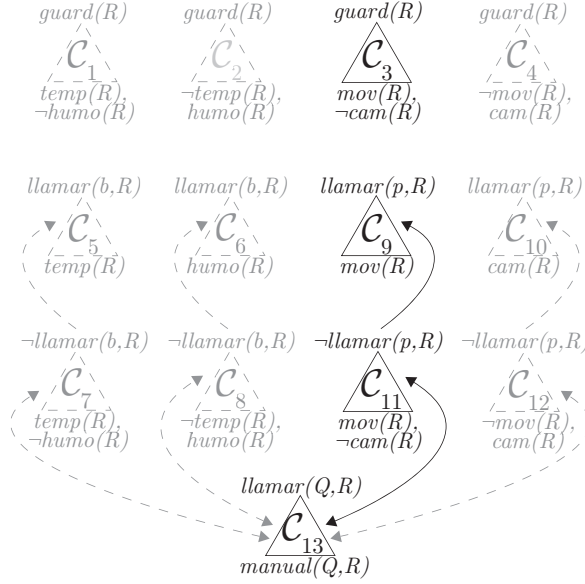 guard(R) guard(R) guard(R) guard(R)
C1 C2 C3 C4
temp(R), ¬temp(R), mov(R), ¬mov(R),
¬humo(R) humo(R) ¬cam(R) cam(R)
llamar(b,R) llamar(b,R) llamar(p,R) llamar(p,R)
C5 C6 C9 C10
temp(R) humo(R) mov(R) cam(R)
¬llamar(b,R) ¬llamar(b,R) ¬llamar(p,R) ¬llamar(p,R)
C7 C8 C11 C12
temp(R), ¬temp(R), mov(R), ¬mov(R),
¬humo(R) humo(R) ¬cam(R) cam(R)
llamar(Q,R)
C13
manual(Q,R)